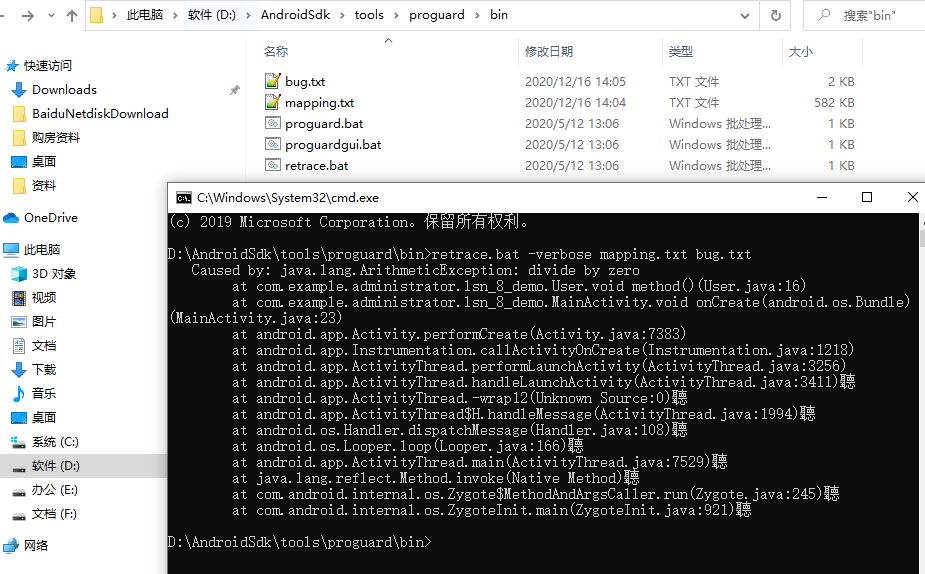 此电脑 > 软件 (D:) > AndroidSdk > tools > proguard > bin
搜索"bin"
名称 修改日期 类型 大小
快速访问
Downloads
BaiduNetdiskDownload
购房资料
桌面
资料
OneDrive
此电脑
3D 对象
视频
图片
文档
下载
音乐
桌面
系统 (C:)
软件 (D:)
办公 (E:)
文档 (F:)
网络
bug.txt 2020/12/16 14:05 TXT 文件 2 KB
mapping.txt 2020/12/16 14:04 TXT 文件 582 KB
proguard.bat 2020/5/12 13:06 Windows 批处理... 1 KB
proguardgui.bat 2020/5/12 13:06 Windows 批处理... 1 KB
retrace.bat 2020/5/12 13:06 Windows 批处理... 1 KB
C:\Windows\System32\cmd.exe
(c) 2019 Microsoft Corporation。保留所有权利。
D:\AndroidSdk\tools\proguard\bin>retrace.bat -verbose mapping.txt bug.txt
Caused by: java.lang.ArithmeticException: divide by zero
at com.example.administrator.lsn_8_demo.User.void method()(User.java:16)
at com.example.administrator.lsn_8_demo.MainActivity.void onCreate(android.os.Bundle)
(MainActivity.java:23)
at android.app.Activity.performCreate(Activity.java:7383)
at android.app.Instrumentation.callActivityOnCreate(Instrumentation.java:1218)
at android.app.ActivityThread.performLaunchActivity(ActivityThread.java:3256)
at android.app.ActivityThread.handleLaunchActivity(ActivityThread.java:3411)聽
at android.app.ActivityThread.-wrap12(Unknown Source:0)聽
at android.app.ActivityThread$H.handleMessage(ActivityThread.java:1994)聽
at android.os.Handler.dispatchMessage(Handler.java:108)聽
at android.os.Looper.loop(Looper.java:166)聽
at android.app.ActivityThread.main(ActivityThread.java:7529)聽
at java.lang.reflect.Method.invoke(Native Method)聽
at com.android.internal.os.Zygote$MethodAndArgsCaller.run(Zygote.java:245)聽
at com.android.internal.os.ZygoteInit.main(ZygoteInit.java:921)聽
D:\AndroidSdk\tools\proguard\bin>